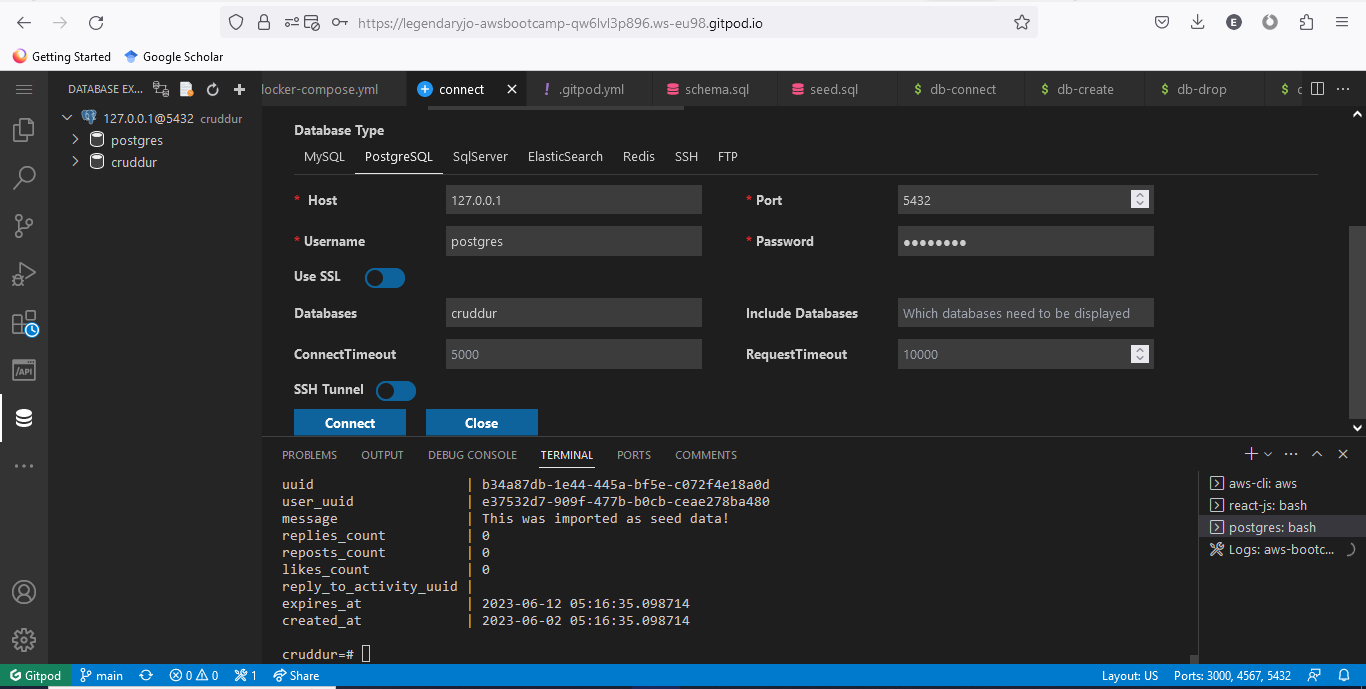 https://legendaryjo-awsbootcamp-qw6lvl3p896.ws-eu98.gitpod.io
E
Getting Started
Google Scholar
DATABASE EX...
locker-compose.yml
connect
! .gitpod.yml
schema.sql
seed.sql
$ db-connect
$ db-create
$ db-drop
$ c
127.0.0.1@5432 cruddur
postgres
cruddur
Database Type
MySQL PostgreSQL SqlServer ElasticSearch Redis SSH FTP
* Host 127.0.0.1 * Port 5432
* Username postgres * Password ●●●●●●●●
Use SSL
Databases cruddur Include Databases Which databases need to be displayed
ConnectTimeout 5000 RequestTimeout 10000
SSH Tunnel
Connect Close
/API
PROBLEMS OUTPUT DEBUG CONSOLE TERMINAL PORTS COMMENTS
uuid | b34a87db-1e44-445a-bf5e-c072f4e18a0d
user_uuid | e37532d7-909f-477b-b0cb-ceae278ba480
message | This was imported as seed data!
replies_count | 0
reposts_count | 0
likes_count | 0
reply_to_activity_uuid |
expires_at | 2023-06-12 05:16:35.098714
created_at | 2023-06-02 05:16:35.098714
cruddur=#
aws-cli: aws
react-js: bash
postgres: bash
Logs: aws-bootc...
Gitpod main 0 0 1 Share Layout: US Ports: 3000, 4567, 5432